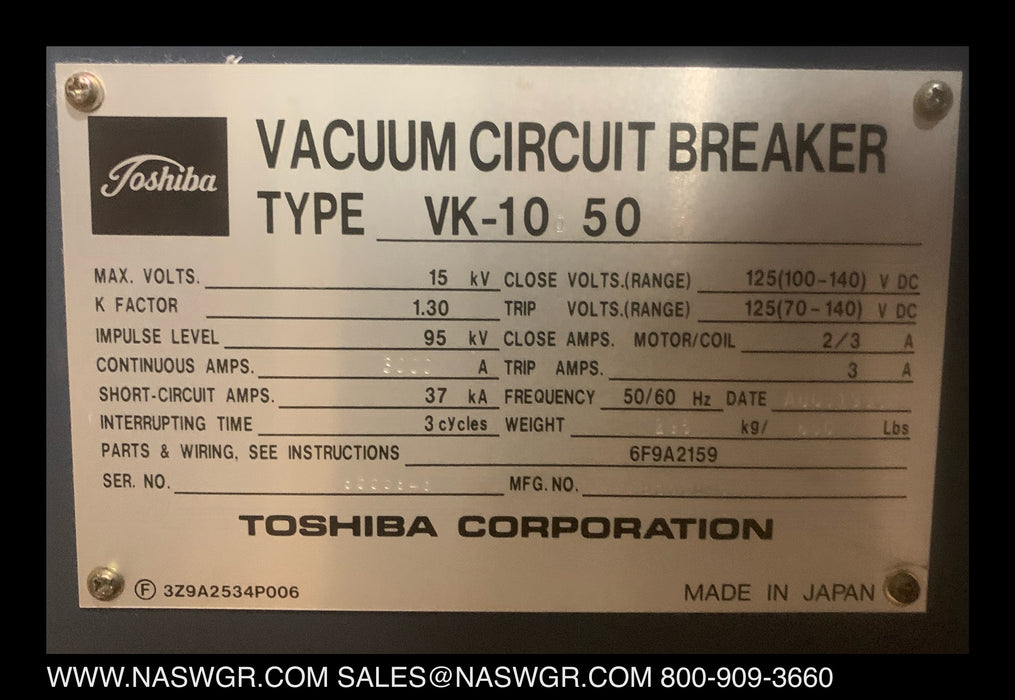 Toshiba
VACUUM CIRCUIT BREAKER
TYPE VK-10 50
MAX. VOLTS. 15 kV CLOSE VOLTS.(RANGE) 125(100-140) V DC
K FACTOR 1.30 TRIP VOLTS.(RANGE) 125(70-140) V DC
IMPULSE LEVEL 95 kV CLOSE AMPS. MOTOR/COIL 2/3 A
CONTINUOUS AMPS. A TRIP AMPS. 3 A
SHORT-CIRCUIT AMPS. 37 kA FREQUENCY 50/60 Hz DATE
INTERRUPTING TIME 3 cycles WEIGHT kg/ Lbs
PARTS & WIRING, SEE INSTRUCTIONS 6F9A2159
SER. NO. MFG. NO.
TOSHIBA CORPORATION
Ⓕ 3Z9A2534P006 MADE IN JAPAN
WWW.NASWGR.COM SALES@NASWGR.COM 800-909-3660